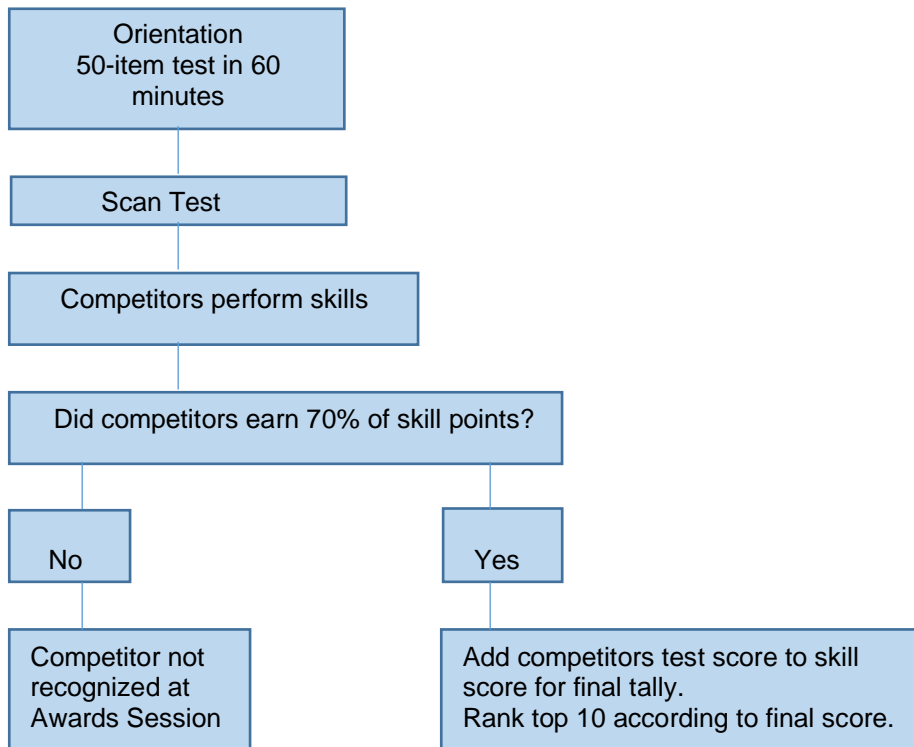 Orientation
50-item test in 60
minutes
Scan Test
Competitors perform skills
Did competitors earn 70% of skill points?
No
Yes
Competitor not
recognized at
Awards Session
Add competitors test score to skill
score for final tally.
Rank top 10 according to final score.